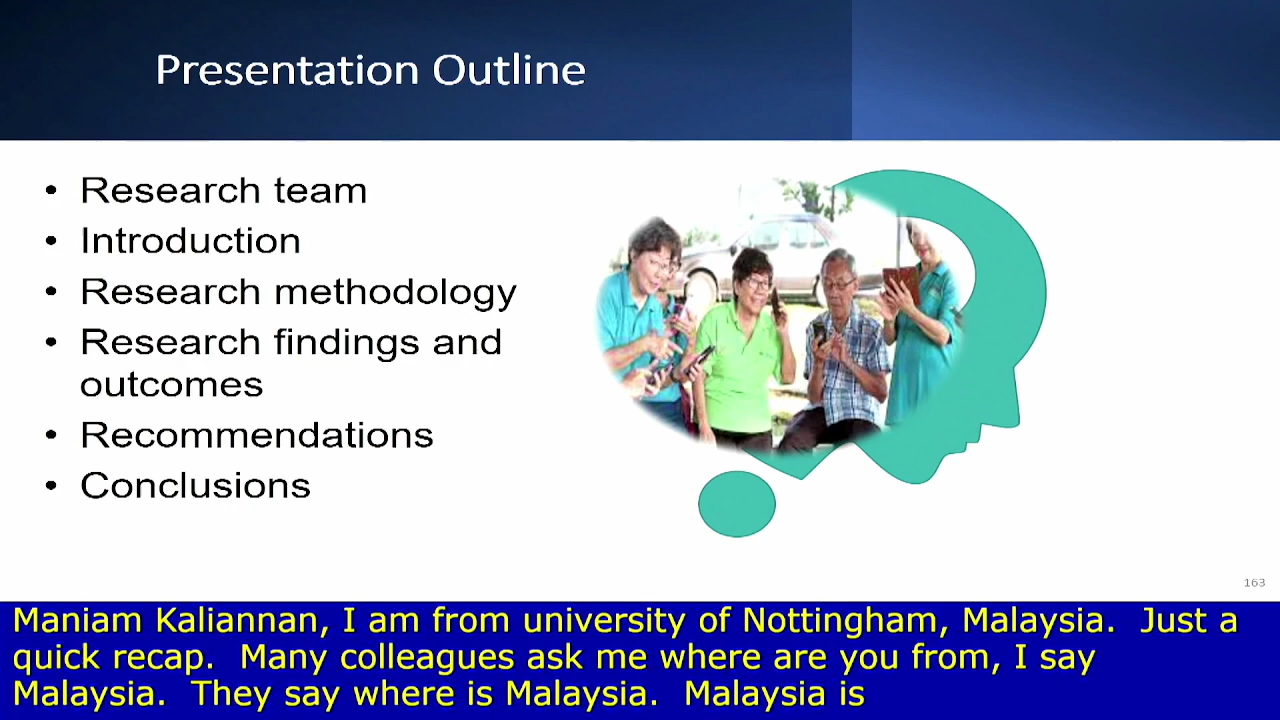 Presentation Outline
• Research team
• Introduction
• Research methodology
• Research findings and
outcomes
• Recommendations
• Conclusions
163
Maniam Kaliannan, I am from university of Nottingham, Malaysia.  Just a
quick recap.  Many colleagues ask me where are you from, I say
Malaysia.  They say where is Malaysia.  Malaysia is